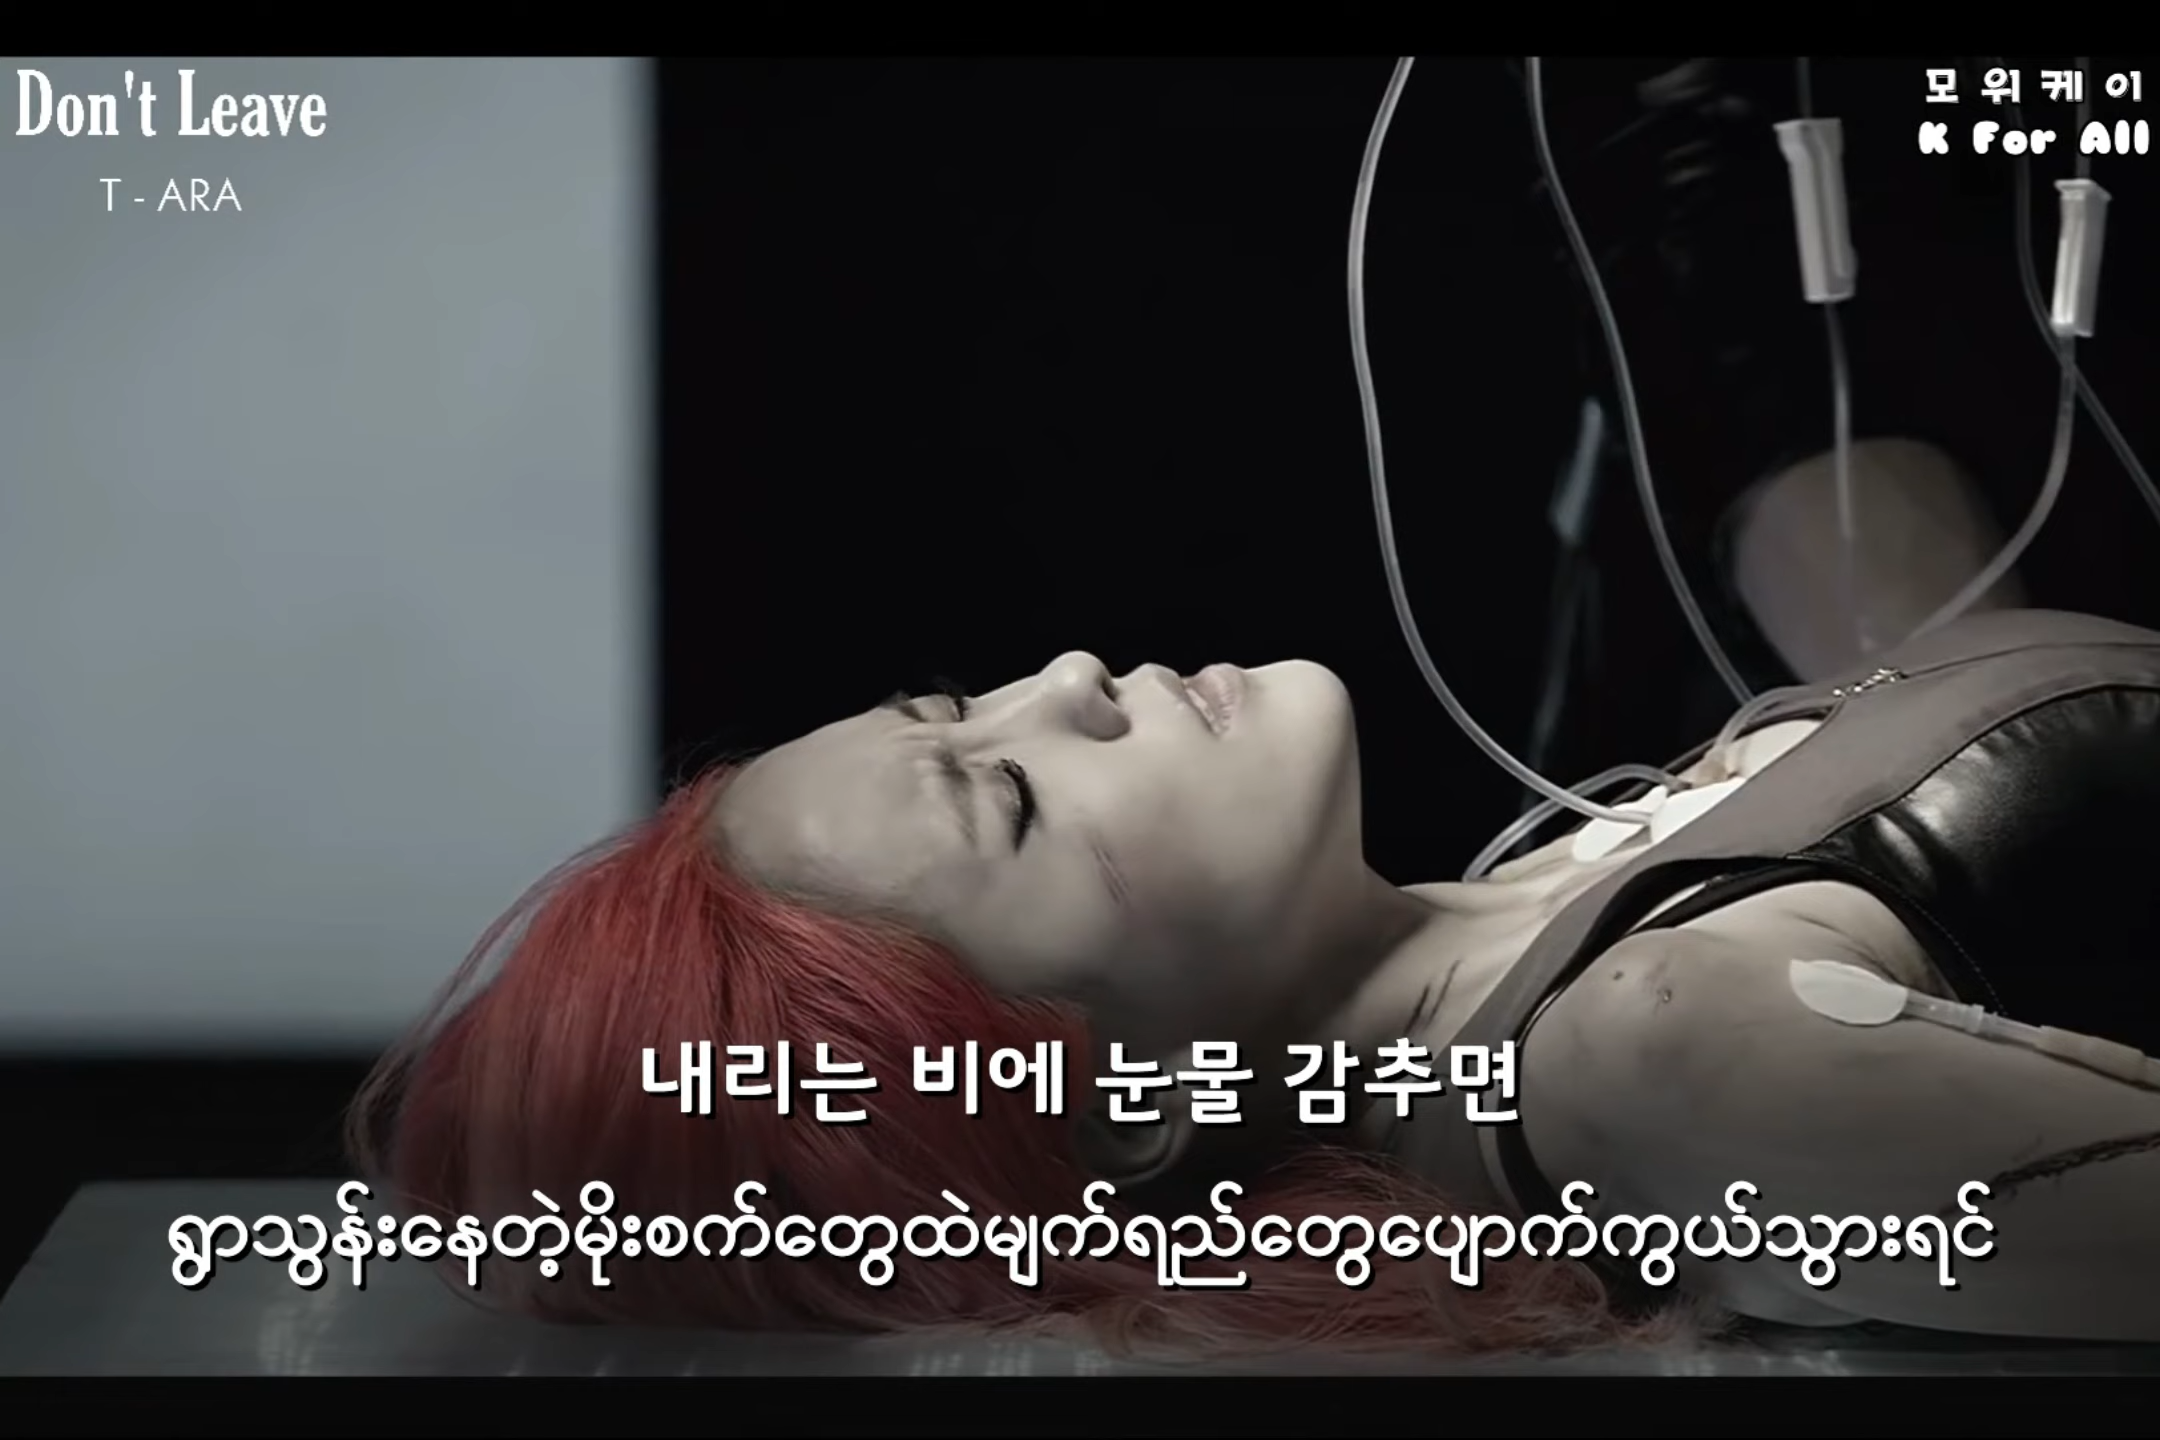 Don't Leave
T - ARA
모위케이
K For All
내리는 비에 눈물 감추면
ရွာသွန်းနေတဲ့မိုးစက်တွေထဲမျက်ရည်တွေပျောက်ကွယ်သွားရင်